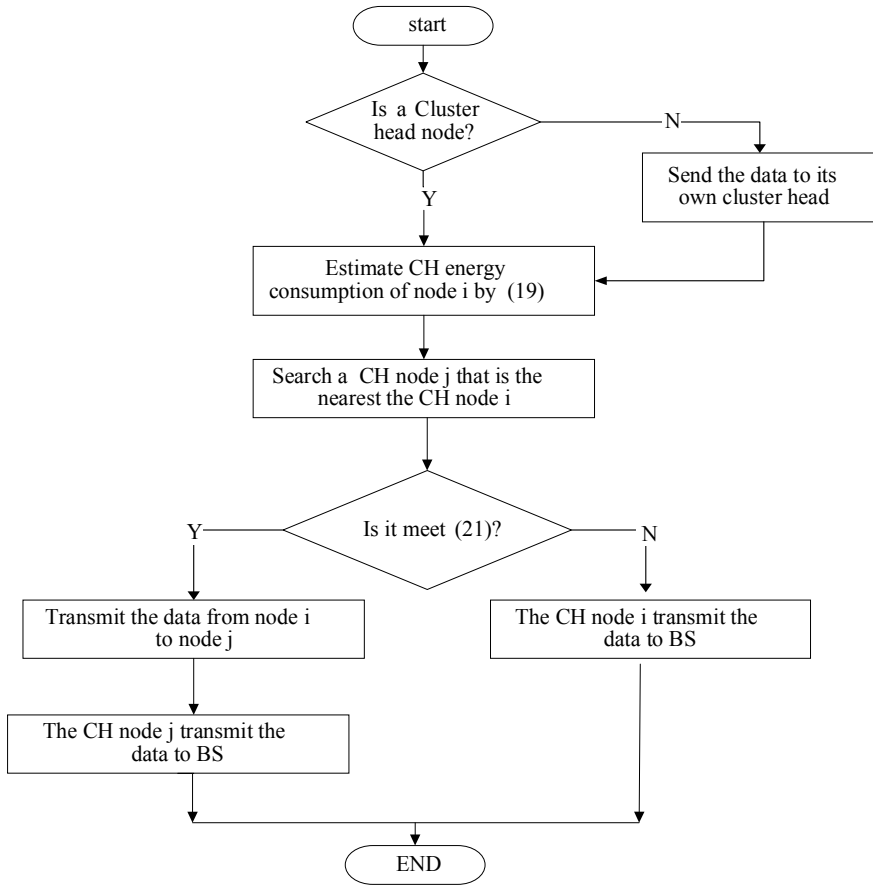 start
Is a Cluster
head node?
N
Send the data to its
own cluster head
Y
Estimate CH energy
consumption of node i by (19)
Search a CH node j that is the
nearest the CH node i
Is it meet (21)?
Y
N
Transmit the data from node i
to node j
The CH node i transmit the
data to BS
The CH node j transmit the
data to BS
END